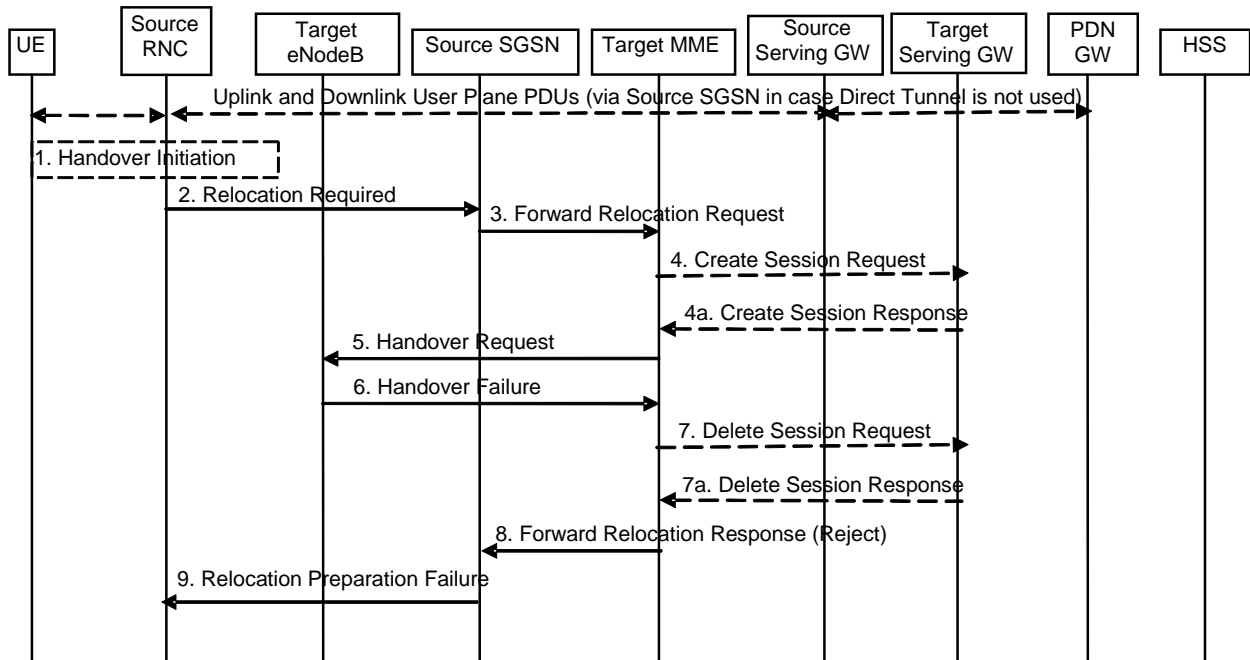 UE
Source
RNC
Target
eNodeB
Source SGSN
Target MME
Source
Serving GW
Target
Serving GW
PDN
GW
HSS
Uplink and Downlink User Plane PDUs (via Source SGSN in case Direct Tunnel is not used)
1. Handover Initiation
2. Relocation Required
3. Forward Relocation Request
4. Create Session Request
4a. Create Session Response
5. Handover Request
6. Handover Failure
7. Delete Session Request
7a. Delete Session Response
8. Forward Relocation Response (Reject)
9. Relocation Preparation Failure